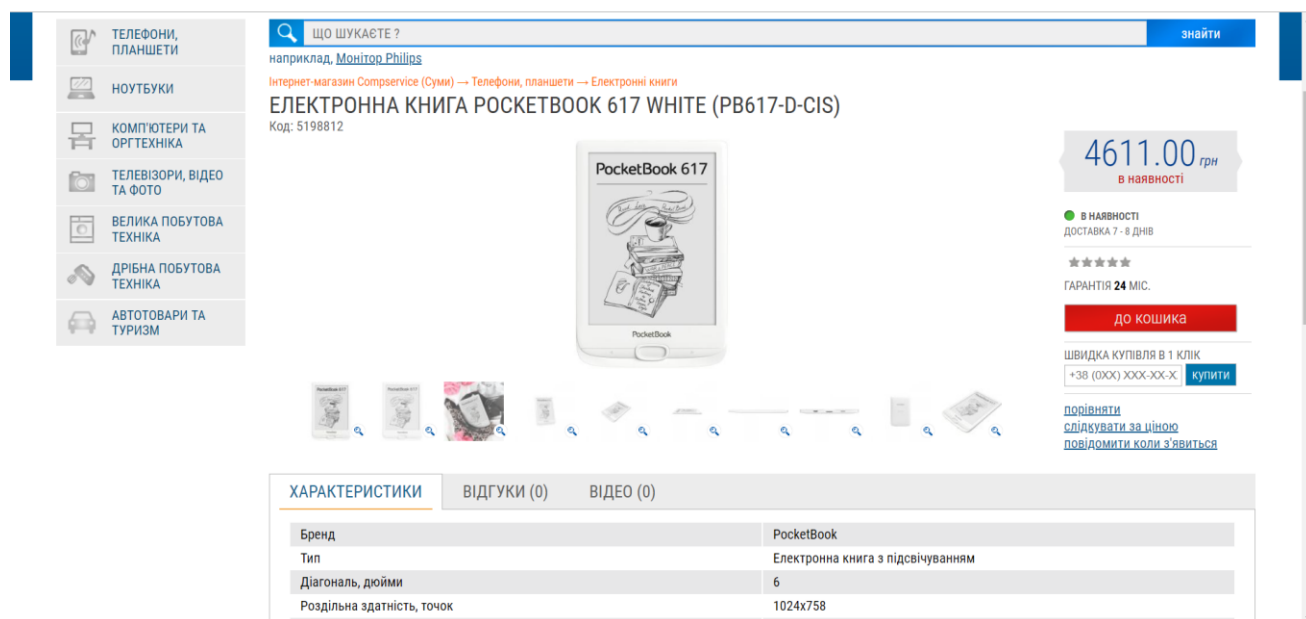 ТЕЛЕФОНИ,
ПЛАНШЕТИ
НОУТБУКИ
КОМП'ЮТЕРИ ТА
ОРГТЕХНІКА
ТЕЛЕВІЗОРИ, ВІДЕО
ТА ФОТО
ВЕЛИКА ПОБУТОВА
ТЕХНІКА
ДРІБНА ПОБУТОВА
ТЕХНІКА
АВТОТОВАРИ ТА
ТУРИЗМ
ЩО ШУКАЄТЕ ?
знайти
наприклад, Монітор Philips
Інтернет-магазин Compservice (Суми) → Телефони, планшети → Електронні книги
ЕЛЕКТРОННА КНИГА POCKETBOOK 617 WHITE (PB617-D-CIS)
Код: 5198812
PocketBook 617
PocketBook
4611.00 грн
в наявності
В НАЯВНОСТІ
ДОСТАВКА 7 - 8 ДНІВ
ГАРАНТІЯ 24 МІС.
до кошика
ШВИДКА КУПІВЛЯ В 1 КЛІК
+38 (0XX) XXX-XX-X
купити
порівняти
слідкувати за ціною
повідомити коли з'явиться
ХАРАКТЕРИСТИКИ
ВІДГУКИ (0)
ВІДЕО (0)
Бренд PocketBook
Тип Електронна книга з підсвічуванням
Діагональ, дюйми 6
Роздільна здатність, точок 1024x758